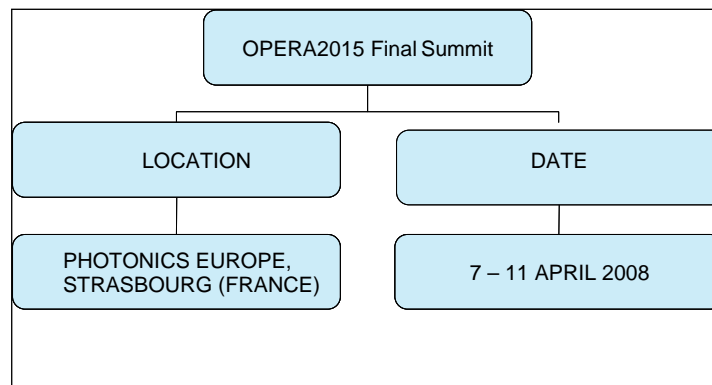 OPERA2015 Final Summit
LOCATION
DATE
PHOTONICS EUROPE,
STRASBOURG (FRANCE)
7 – 11 APRIL 2008